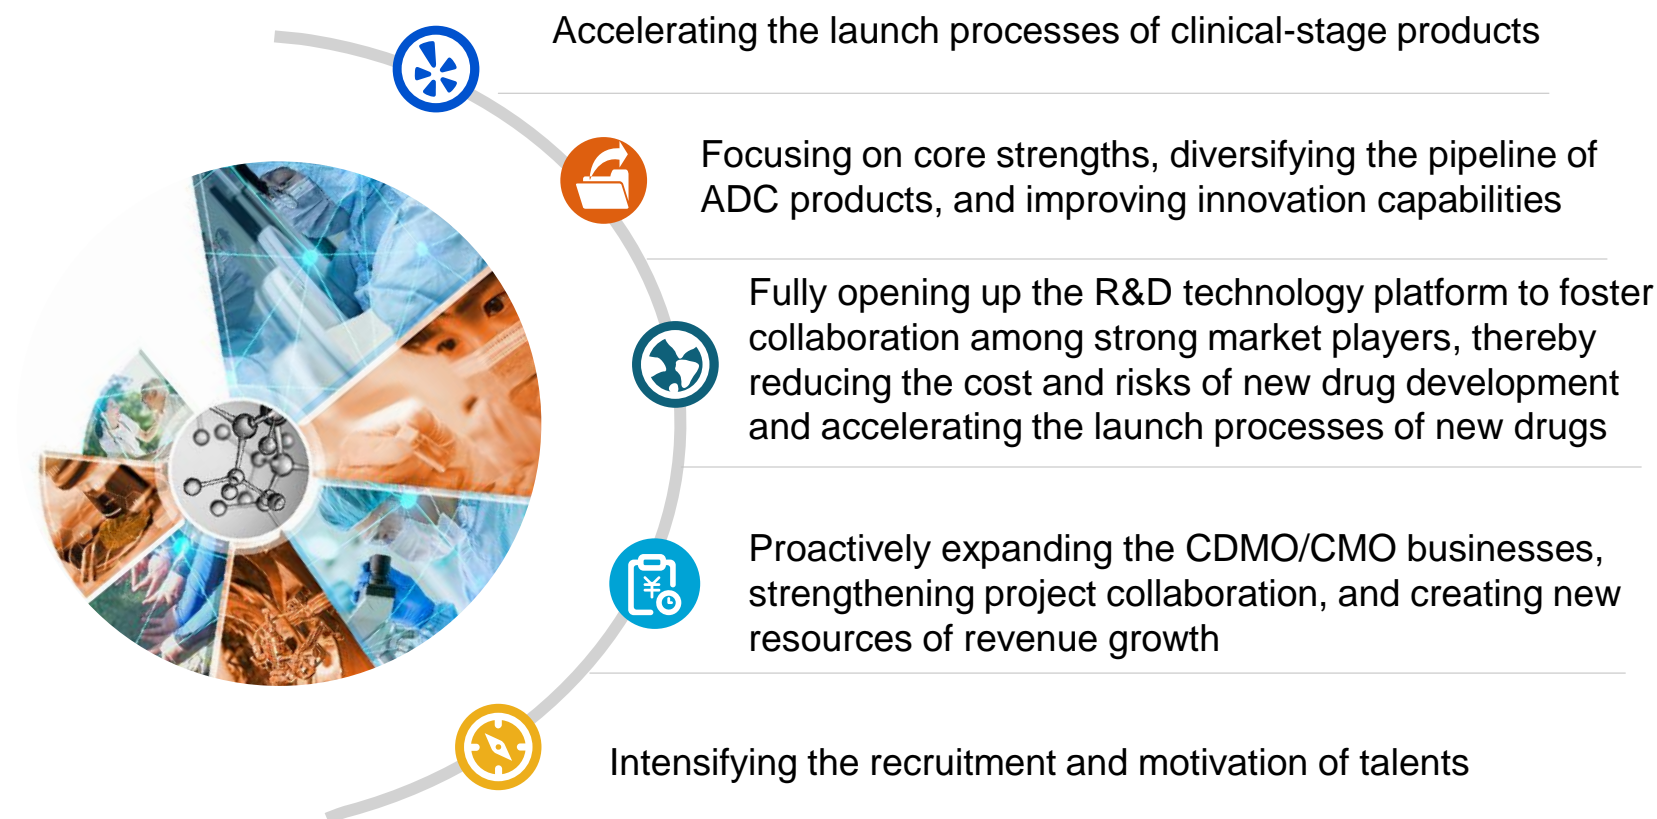 Accelerating the launch processes of clinical-stage products
Focusing on core strengths, diversifying the pipeline of
ADC products, and improving innovation capabilities
Fully opening up the R&D technology platform to foster
collaboration among strong market players, thereby
reducing the cost and risks of new drug development
and accelerating the launch processes of new drugs
Proactively expanding the CDMO/CMO businesses,
strengthening project collaboration, and creating new
resources of revenue growth
¥
Intensifying the recruitment and motivation of talents